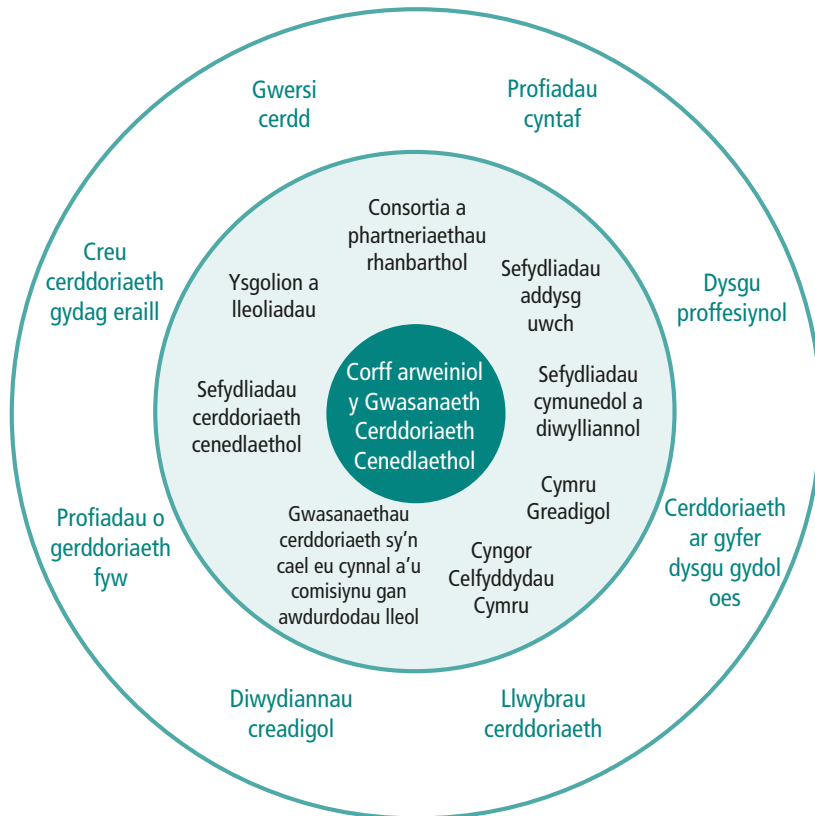 Gwersi
cerdd
Profiadau
cyntaf
Creu
cerddoriaeth
gydag eraill
Dysgu
proffesiynol
Profiadau o
gerddoriaeth
fyw
Cerddoriaeth
ar gyfer
dysgu gydol
oes
Diwydiannau
creadigol
Llwybrau
cerddoriaeth
Consortia a
phartneriaethau
rhanbarthol
Ysgolion a
lleoliadau
Sefydliadau
addysg
uwch
Sefydliadau
cerddoriaeth
cenedlaethol
Sefydliadau
cymunedol a
diwylliannol
Cymru
Greadigol
Gwasanaethau
cerddoriaeth sy’n
cael eu cynnal a’u
comisiynu gan
awdurdodau lleol
Cyngor
Celfyddydau
Cymru
Corff arweiniol
y Gwasanaeth
Cerddoriaeth
Cenedlaethol